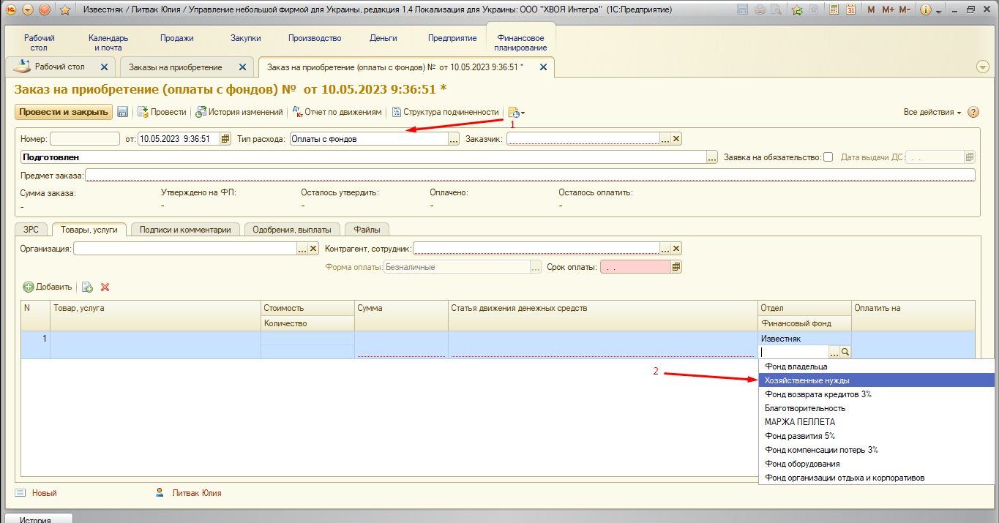 Известняк / Литвак Юлия / Управление небольшой фирмой для Украины, редакция 1.4 Локализация для Украины: ООО "ХВОЯ Интегра" (1С:Предприятие)
M M+ M-
Рабочий стол
Календарь и почта
Продажи
Закупки
Производство
Деньги
Предприятие
Финансовое планирование
Рабочий стол
Заказы на приобретение
Заказ на приобретение (оплаты с фондов) № от 10.05.2023 9:36:51 *
Заказ на приобретение (оплаты с фондов) № от 10.05.2023 9:36:51 *
Провести и закрыть
Провести
История изменений
Дт Кт Отчет по движениям
Структура подчиненности
Все действия
1
Номер:
от: 10.05.2023 9:36:51
Тип расхода: Оплаты с фондов
Заказчик:
Подготовлен
Заявка на обязательство:
Дата выдачи ДС: . .
Предмет заказа:
Сумма заказа:
Утверждено на ФП:
Осталось утвердить:
Оплачено:
Осталось оплатить:
- - - - -
ЗРС
Товары, услуги
Подписи и комментарии
Одобрения, выплаты
Файлы
Организация:
Контрагент, сотрудник:
Форма оплаты: Безналичные
Срок оплаты: . .
Добавить
N
Товар, услуга
Стоимость
Количество
Сумма
Статья движения денежных средств
Отдел
Финансовый фонд
Оплатить на
1
Известняк
2
Фонд владельца
Хозяйственные нужды
Фонд возврата кредитов 3%
Благотворительность
МАРЖА ПЕЛЛЕТА
Фонд развития 5%
Фонд компенсации потерь 3%
Фонд оборудования
Фонд организации отдыха и корпоративов
Новый
Литвак Юлия
История